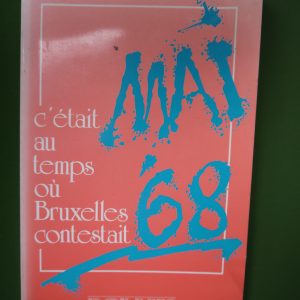 MAI
'68
c'était
au
temps
où
Bruxelles
contestait